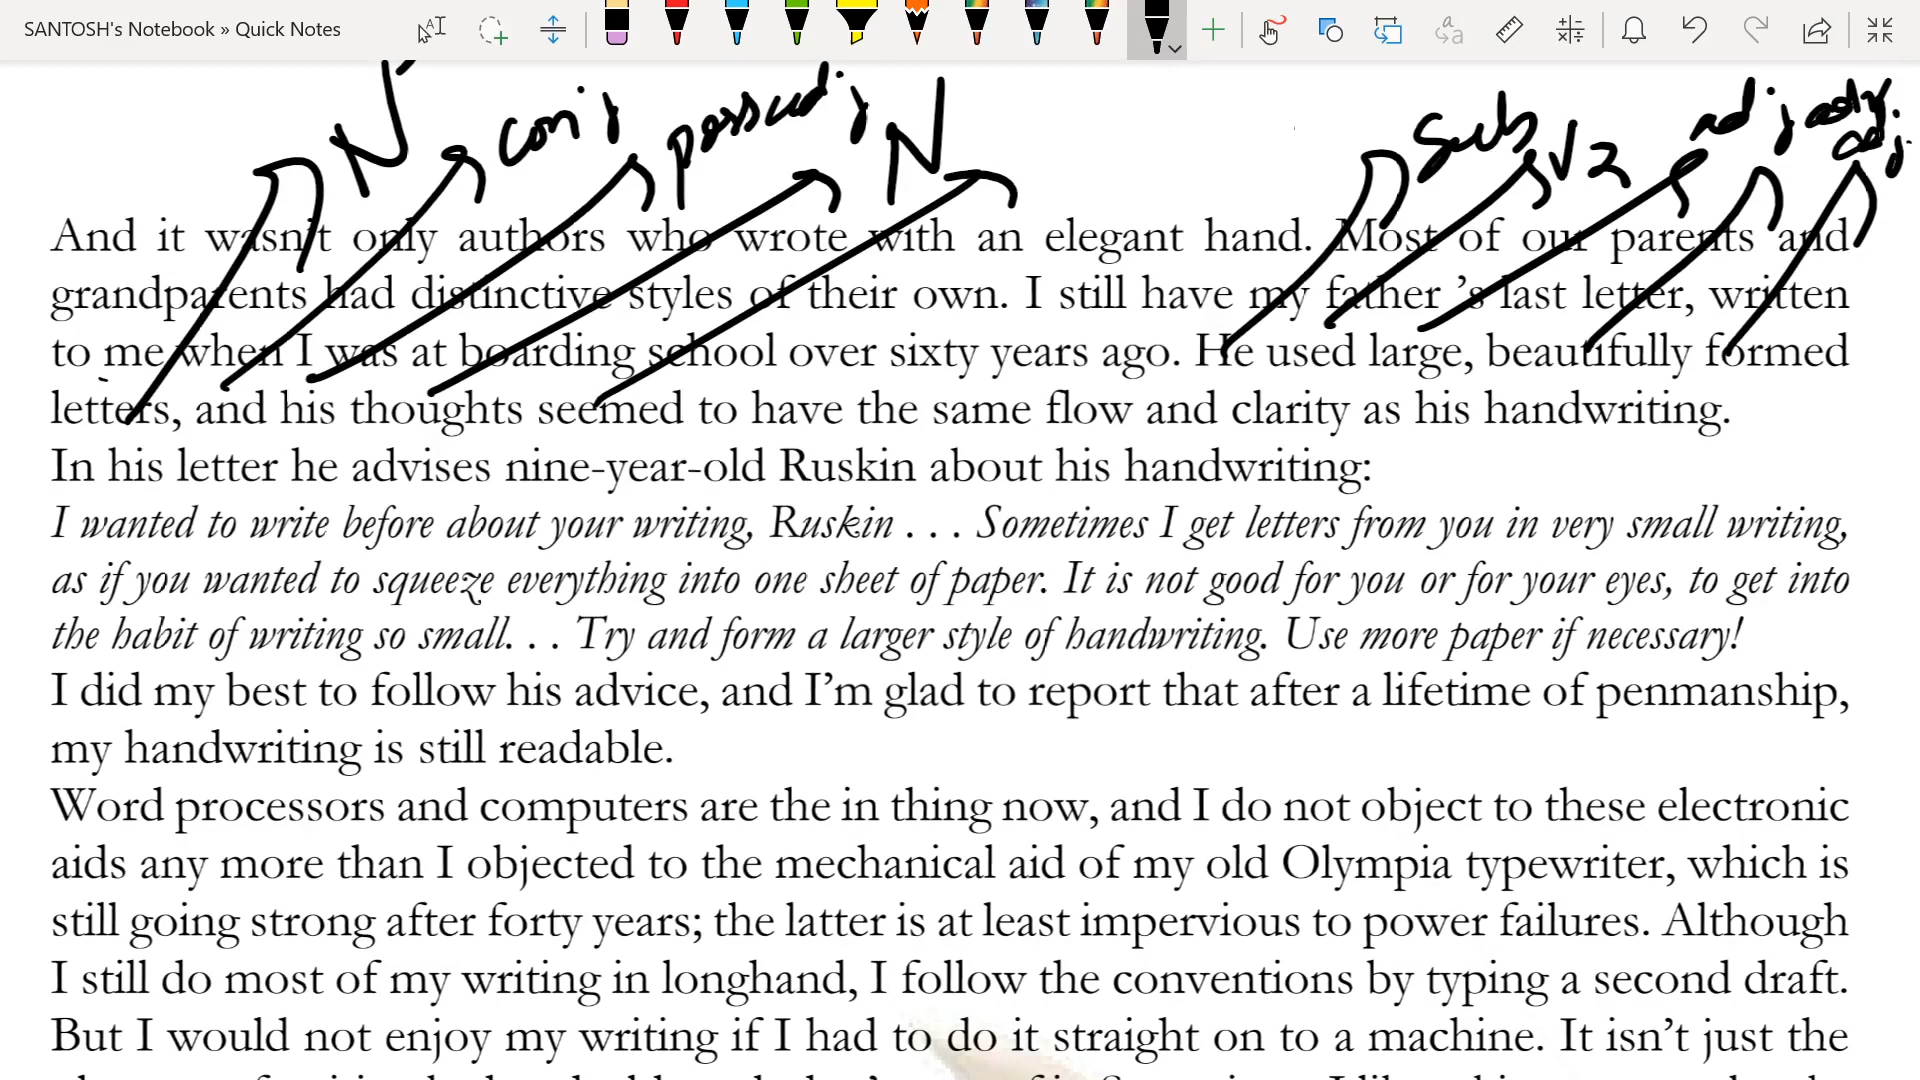 SANTOSH's Notebook » Quick Notes
N conj possadj N Sub V2 adj adv. adj
And it wasn't only authors who wrote with an elegant hand. Most of our parents and
grandparents had distinctive styles of their own. I still have my father ’s last letter, written
to me when I was at boarding school over sixty years ago. He used large, beautifully formed
letters, and his thoughts seemed to have the same flow and clarity as his handwriting.
In his letter he advises nine-year-old Ruskin about his handwriting:
I wanted to write before about your writing, Ruskin . . . Sometimes I get letters from you in very small writing,
as if you wanted to squeeze everything into one sheet of paper. It is not good for you or for your eyes, to get into
the habit of writing so small. . . Try and form a larger style of handwriting. Use more paper if necessary!
I did my best to follow his advice, and I’m glad to report that after a lifetime of penmanship,
my handwriting is still readable.
Word processors and computers are the in thing now, and I do not object to these electronic
aids any more than I objected to the mechanical aid of my old Olympia typewriter, which is
still going strong after forty years; the latter is at least impervious to power failures. Although
I still do most of my writing in longhand, I follow the conventions by typing a second draft.
But I would not enjoy my writing if I had to do it straight on to a machine. It isn’t just the